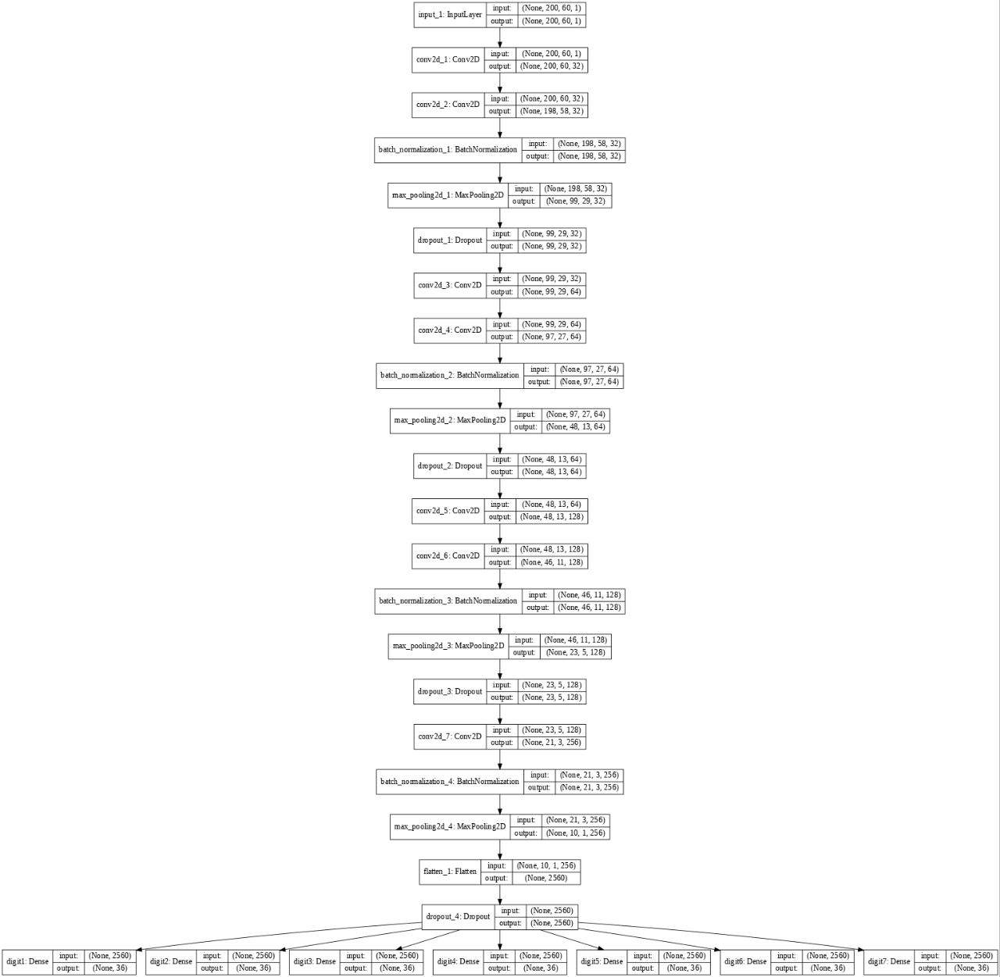 input_1: InputLayer input: (None, 200, 60, 1)
output: (None, 200, 60, 1)
conv2d_1: Conv2D input: (None, 200, 60, 1)
output: (None, 200, 60, 32)
conv2d_2: Conv2D input: (None, 200, 60, 32)
output: (None, 198, 58, 32)
batch_normalization_1: BatchNormalization input: (None, 198, 58, 32)
output: (None, 198, 58, 32)
max_pooling2d_1: MaxPooling2D input: (None, 198, 58, 32)
output: (None, 99, 29, 32)
dropout_1: Dropout input: (None, 99, 29, 32)
output: (None, 99, 29, 32)
conv2d_3: Conv2D input: (None, 99, 29, 32)
output: (None, 99, 29, 64)
conv2d_4: Conv2D input: (None, 99, 29, 64)
output: (None, 97, 27, 64)
batch_normalization_2: BatchNormalization input: (None, 97, 27, 64)
output: (None, 97, 27, 64)
max_pooling2d_2: MaxPooling2D input: (None, 97, 27, 64)
output: (None, 48, 13, 64)
dropout_2: Dropout input: (None, 48, 13, 64)
output: (None, 48, 13, 64)
conv2d_5: Conv2D input: (None, 48, 13, 64)
output: (None, 48, 13, 128)
conv2d_6: Conv2D input: (None, 48, 13, 128)
output: (None, 46, 11, 128)
batch_normalization_3: BatchNormalization input: (None, 46, 11, 128)
output: (None, 46, 11, 128)
max_pooling2d_3: MaxPooling2D input: (None, 46, 11, 128)
output: (None, 23, 5, 128)
dropout_3: Dropout input: (None, 23, 5, 128)
output: (None, 23, 5, 128)
conv2d_7: Conv2D input: (None, 23, 5, 128)
output: (None, 21, 3, 256)
batch_normalization_4: BatchNormalization input: (None, 21, 3, 256)
output: (None, 21, 3, 256)
max_pooling2d_4: MaxPooling2D input: (None, 21, 3, 256)
output: (None, 10, 1, 256)
flatten_1: Flatten input: (None, 10, 1, 256)
output: (None, 2560)
dropout_4: Dropout input: (None, 2560)
output: (None, 2560)
digit1: Dense input: (None, 2560)
output: (None, 36)
digit2: Dense input: (None, 2560)
output: (None, 36)
digit3: Dense input: (None, 2560)
output: (None, 36)
digit4: Dense input: (None, 2560)
output: (None, 36)
digit5: Dense input: (None, 2560)
output: (None, 36)
digit6: Dense input: (None, 2560)
output: (None, 36)
digit7: Dense input: (None, 2560)
output: (None, 36)